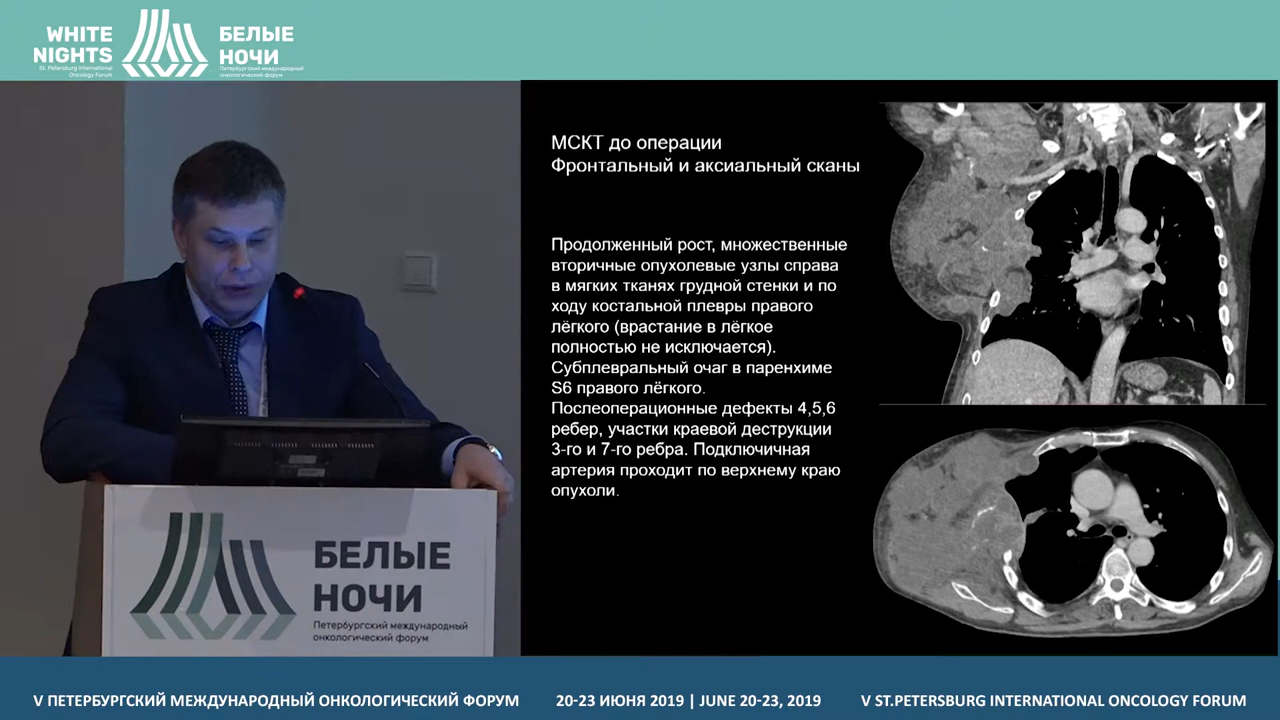 WHITE
NIGHTS
St. Petersburg International
Oncology Forum
БЕЛЫЕ
НОЧИ
Петербургский международный
онкологический форум
МСКТ до операции
Фронтальный и аксиальный сканы
Продолженный рост, множественные
вторичные опухолевые узлы справа
в мягких тканях грудной стенки и по
ходу костальной плевры правого
лёгкого (врастание в лёгкое
полностью не исключается).
Субплевральный очаг в паренхиме
S6 правого лёгкого.
Послеоперационные дефекты 4,5,6
ребер, участки краевой деструкции
3-го и 7-го ребра. Подключичная
артерия проходит по верхнему краю
опухоли.
БЕЛЫЕ
НОЧИ
Петербургский международный
онкологический форум
V ПЕТЕРБУРГСКИЙ МЕЖДУНАРОДНЫЙ ОНКОЛОГИЧЕСКИЙ ФОРУМ
20-23 ИЮНЯ 2019 | JUNE 20-23, 2019
V ST.PETERSBURG INTERNATIONAL ONCOLOGY FORUM